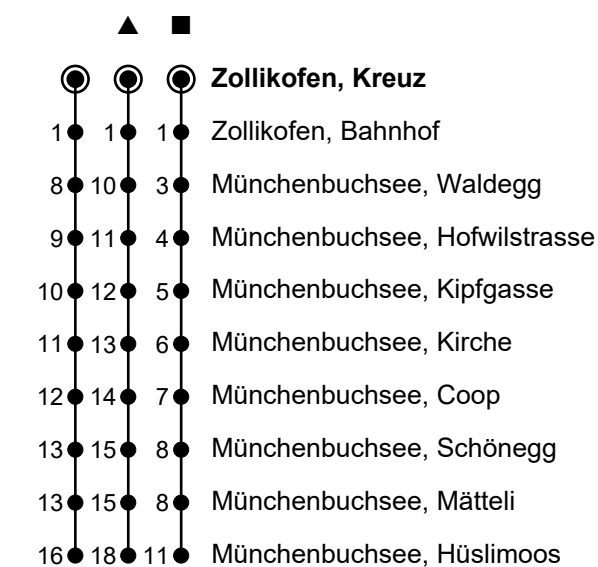 ▲ ■
Zollikofen, Kreuz
1 1 1 Zollikofen, Bahnhof
8 10 3 Münchenbuchsee, Waldegg
9 11 4 Münchenbuchsee, Hofwilstrasse
10 12 5 Münchenbuchsee, Kipfgasse
11 13 6 Münchenbuchsee, Kirche
12 14 7 Münchenbuchsee, Coop
13 15 8 Münchenbuchsee, Schönegg
13 15 8 Münchenbuchsee, Mätteli
16 18 11 Münchenbuchsee, Hüslimoos